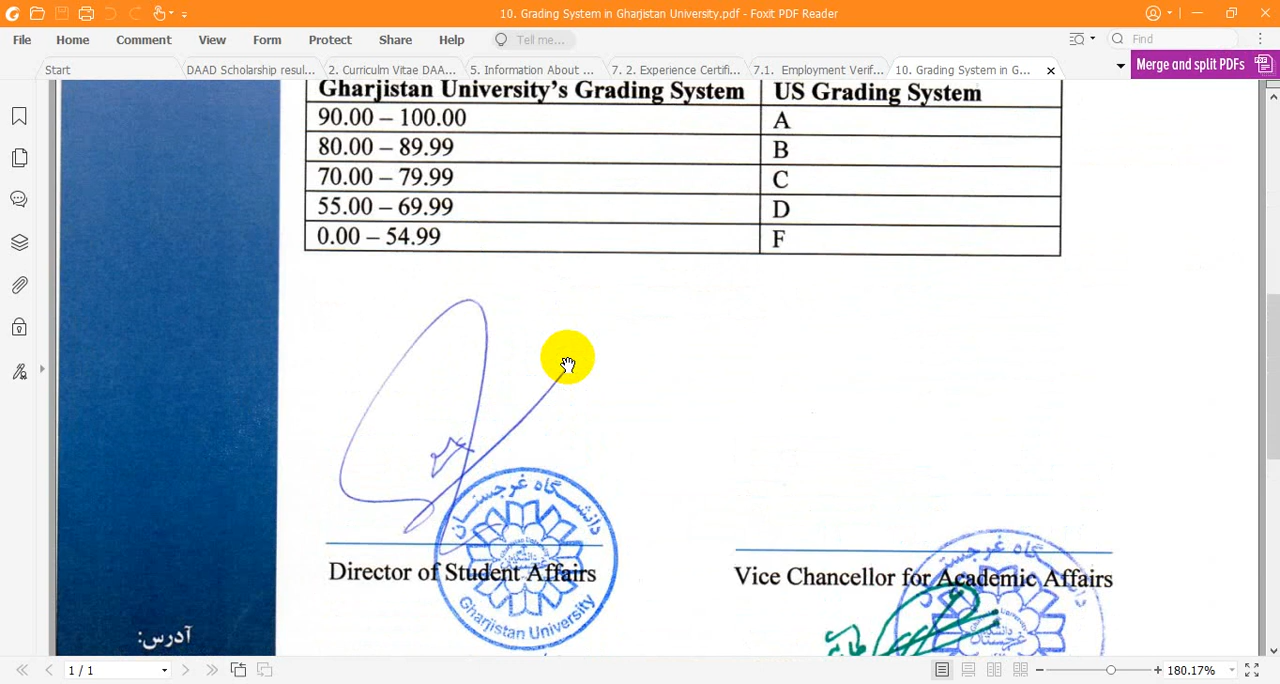 10. Grading System in Gharjistan University.pdf - Foxit PDF Reader
File Home Comment View Form Protect Share Help Tell me... Find
Start DAAD Scholarship resul... 2. Curriculm Vitae DAA... 5. Information About ... 7. 2. Experience Certifi... 7.1. Employment Verif... 10. Grading System in G... Merge and split PDFs
Gharjistan University's Grading System US Grading System
90.00 – 100.00 A
80.00 – 89.99 B
70.00 – 79.99 C
55.00 – 69.99 D
0.00 – 54.99 F
دانشگاه غرجستان
Gharjistan University
Director of Student Affairs
Vice Chancellor for Academic Affairs
آدرس:
1 / 1
180.17%